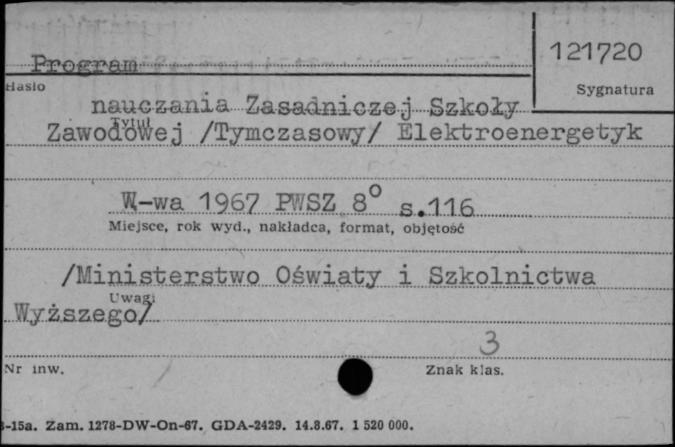 121720
Program
Hasło
Sygnatura
nauczania Zasadniczej Szkoły
Tytuł
Zawodowej /Tymczasowy/ Elektroenergetyk
W-wa 1967 PWSZ 8° s.116
Miejsce, rok wyd., nakładca, format, objętość
/Ministerstwo Oświaty i Szkolnictwa
Uwagi
Wyższego/
3
Nr inw.
Znak klas.
-15a. Zam. 1278-DW-On-67. GDA-2429. 14.8.67. 1 520 000.